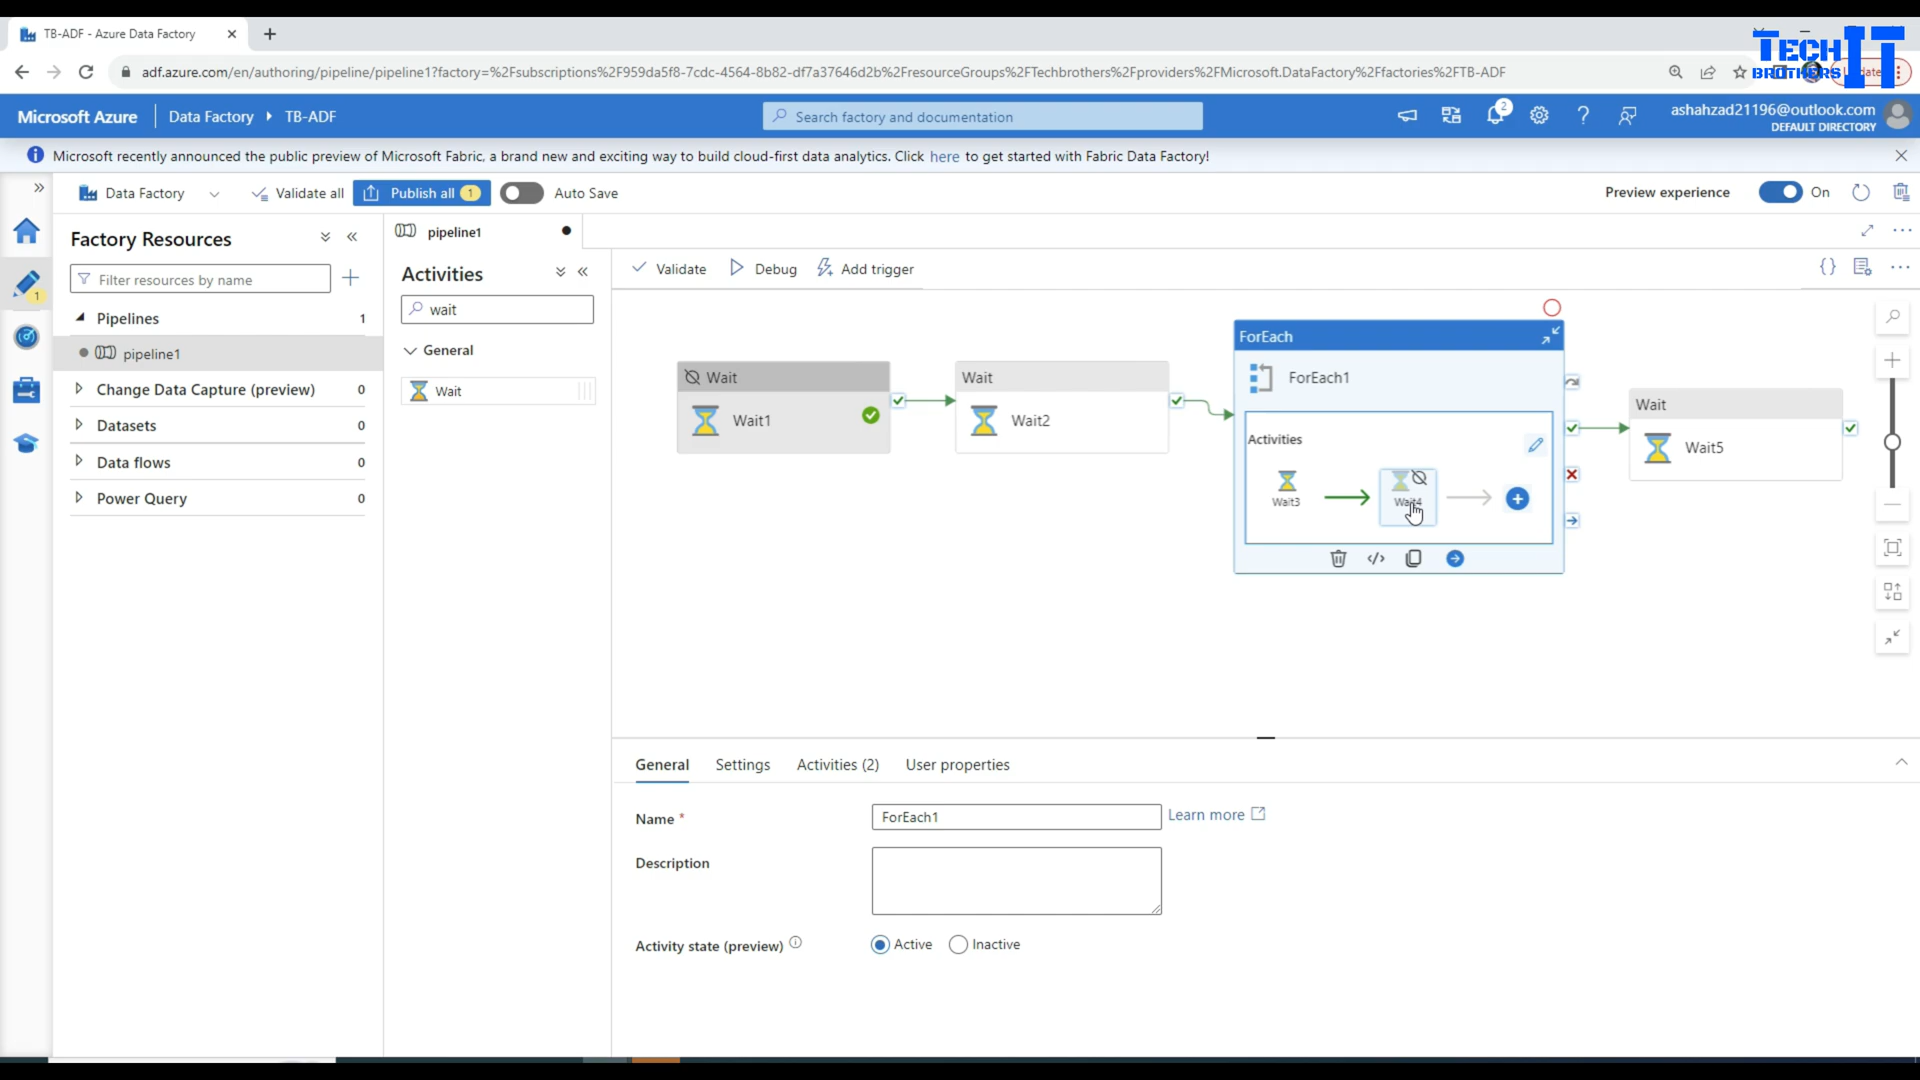 TB-ADF - Azure Data Factory
adf.azure.com/en/authoring/pipeline/pipeline1?factory=%2Fsubscriptions%2F959da5f8-7cdc-4564-8b82-df7a37646d2b%2FresourceGroups%2FTechbrothers%2Fproviders%2FMicrosoft.DataFactory%2Ffactories%2FTB-ADF
TECH IT
BROTHERS
Microsoft Azure
Data Factory
TB-ADF
Search factory and documentation
2
ashahzad21196@outlook.com
DEFAULT DIRECTORY
Microsoft recently announced the public preview of Microsoft Fabric, a brand new and exciting way to build cloud-first data analytics. Click here to get started with Fabric Data Factory!
Data Factory
Validate all
Publish all 1
Auto Save
Preview experience
On
Factory Resources
Filter resources by name
1
Pipelines 1
pipeline1
Change Data Capture (preview) 0
Datasets 0
Data flows 0
Power Query 0
pipeline1
Activities
wait
General
Wait
Validate
Debug
Add trigger
Wait
Wait1
Wait
Wait2
ForEach
ForEach1
Activities
Wait3
Wait4
Wait
Wait5
General
Settings
Activities (2)
User properties
Name *
ForEach1
Learn more
Description
Activity state (preview)
Active
Inactive